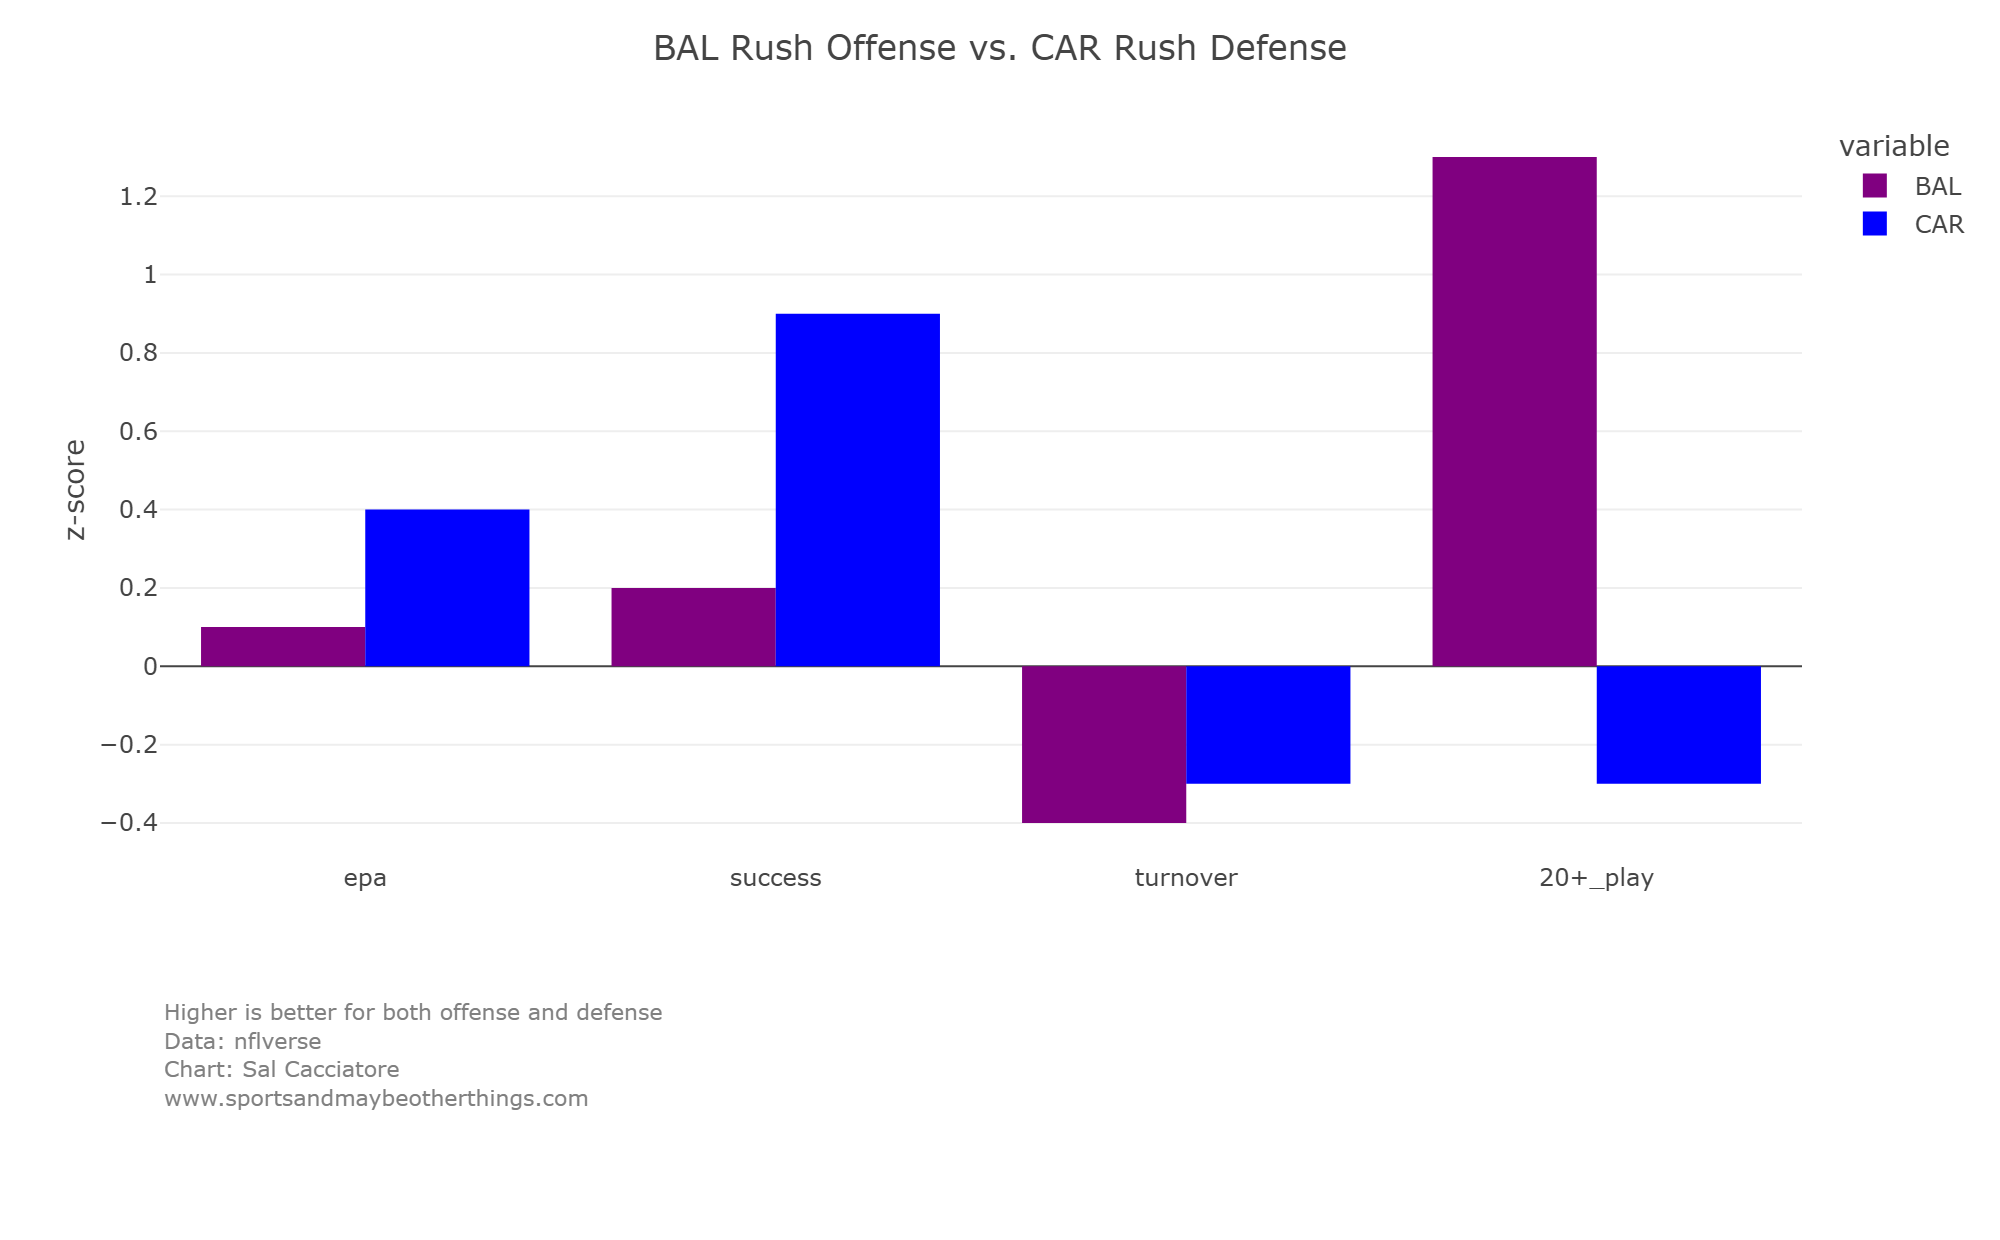 BAL Rush Offense vs. CAR Rush Defense
variable
BAL
CAR
1.2
1
0.8
0.6
0.4
0.2
0
−0.2
−0.4
z-score
epa success turnover 20+_play
Higher is better for both offense and defense
Data: nflverse
Chart: Sal Cacciatore
www.sportsandmaybeotherthings.com